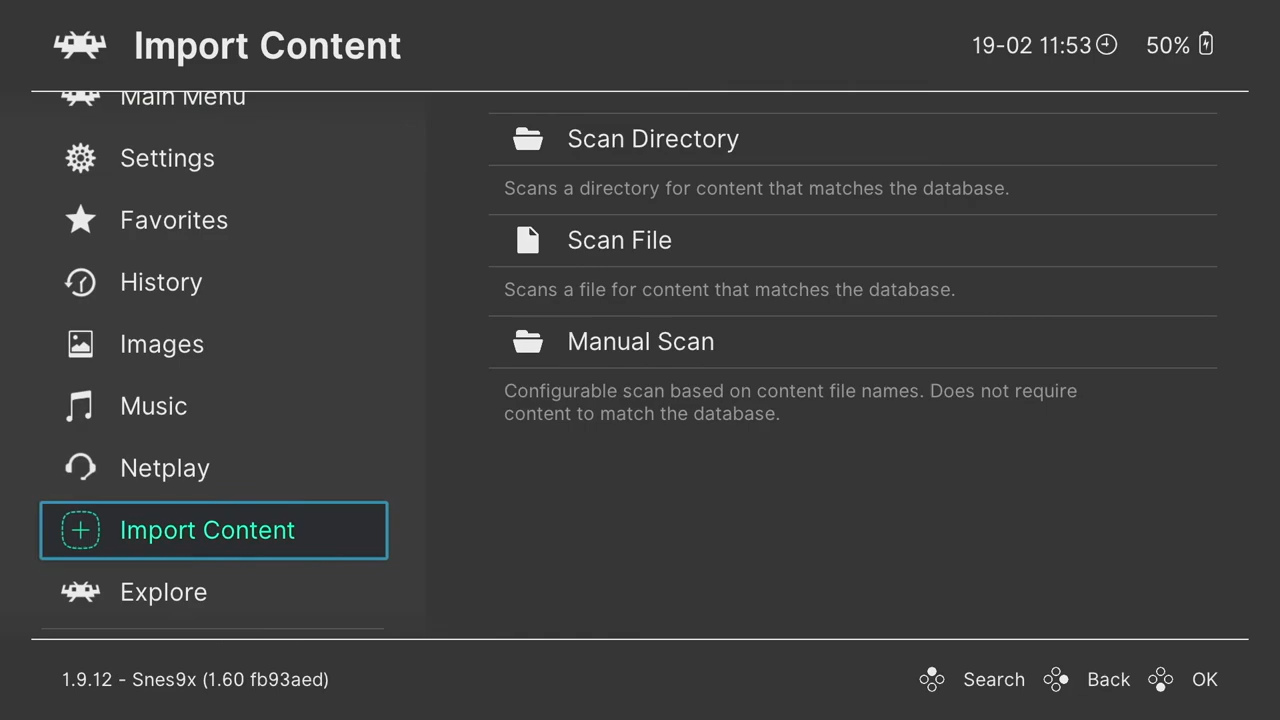 Import Content
19-02 11:53
50%
Main Menu
Settings
Favorites
History
Images
Music
Netplay
Import Content
Explore
Scan Directory
Scans a directory for content that matches the database.
Scan File
Scans a file for content that matches the database.
Manual Scan
Configurable scan based on content file names. Does not require
content to match the database.
1.9.12 - Snes9x (1.60 fb93aed)
Search
Back
OK